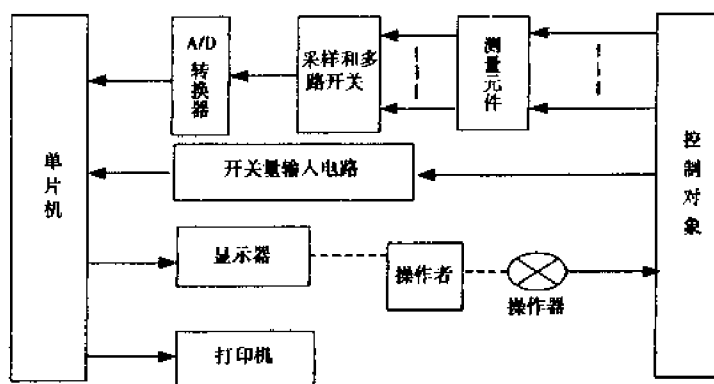 A/D
转换器
采样和多
路开关
测量元件
单片机
开关量输入电路
控制对象
显示器
操作者
操作器
打印机